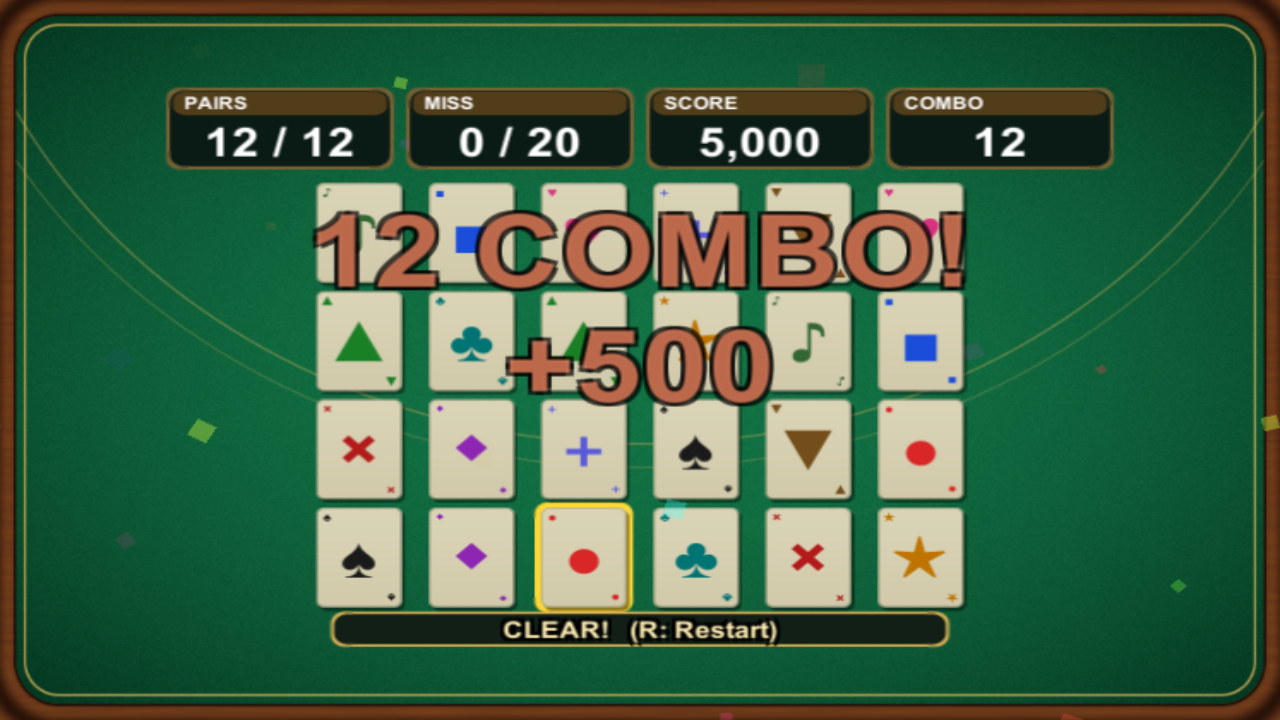 PAIRS
12 / 12
MISS
0 / 20
SCORE
5,000
COMBO
12
12 COMBO!
+500
CLEAR! (R: Restart)